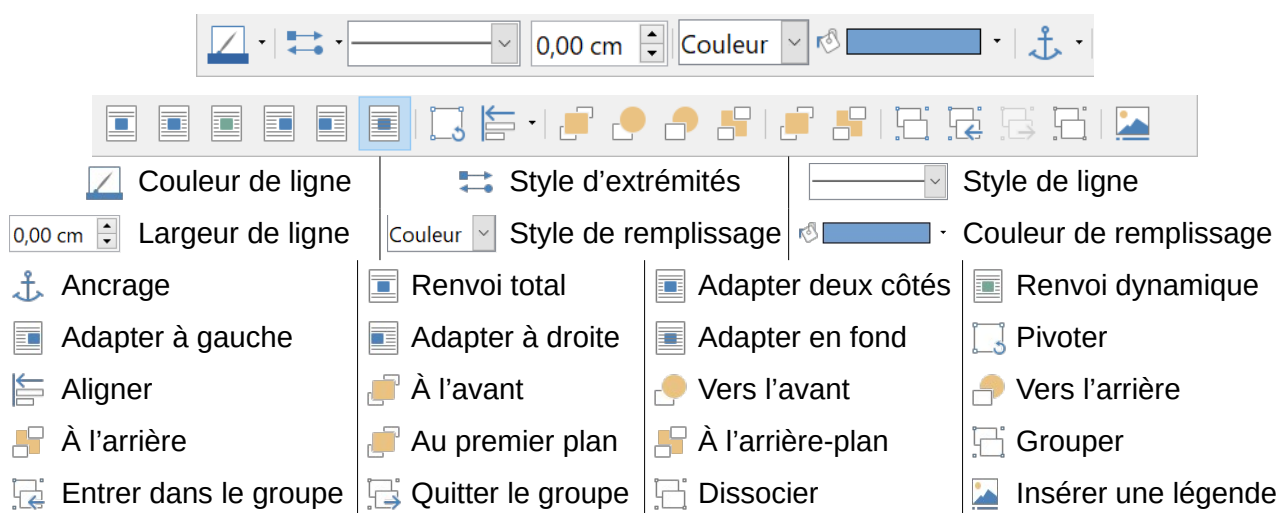 0,00 cm Couleur
Couleur de ligne Style d’extrémités Style de ligne
0,00 cm Largeur de ligne Couleur Style de remplissage Couleur de remplissage
Ancrage Renvoi total Adapter deux côtés Renvoi dynamique
Adapter à gauche Adapter à droite Adapter en fond Pivoter
Aligner À l’avant Vers l’avant Vers l’arrière
À l’arrière Au premier plan À l’arrière-plan Grouper
Entrer dans le groupe Quitter le groupe Dissocier Insérer une légende